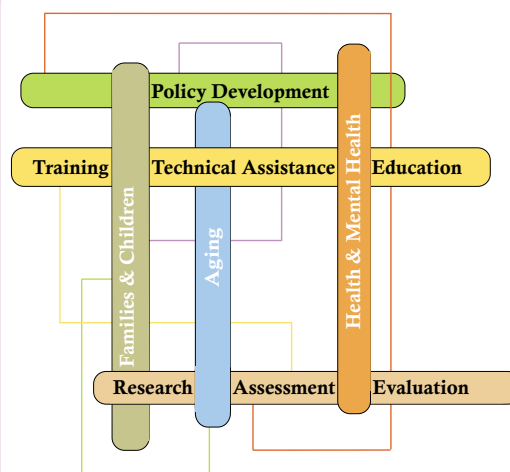 Policy Development
Training Technical Assistance Education
Families & Children
Aging
Health & Mental Health
Research Assessment Evaluation